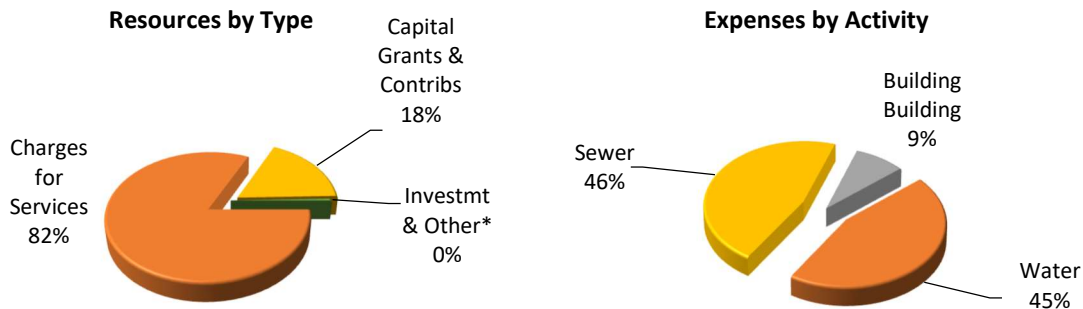 Resources by Type
Capital
Grants &
Contribs
18%
Charges
for
Services
82%
Investmt
& Other*
0%
Expenses by Activity
Building
Building
9%
Sewer
46%
Water
45%